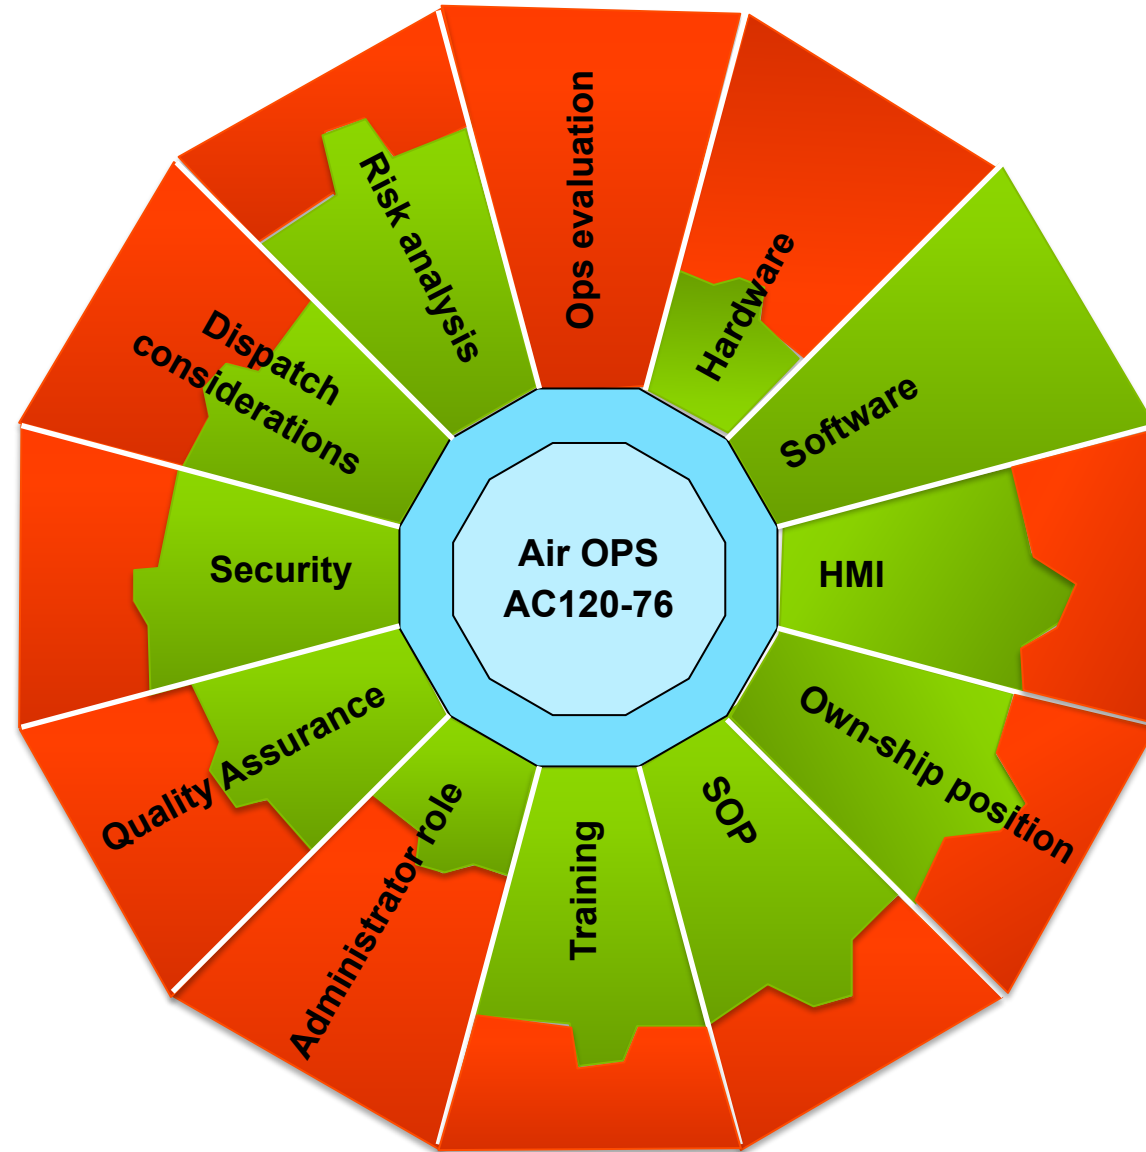 Ops evaluation
Hardware
Software
HMI
Own-ship position
SOP
Training
Administrator role
Quality Assurance
Security
Dispatch
considerations
Risk analysis
Air OPS
AC120-76